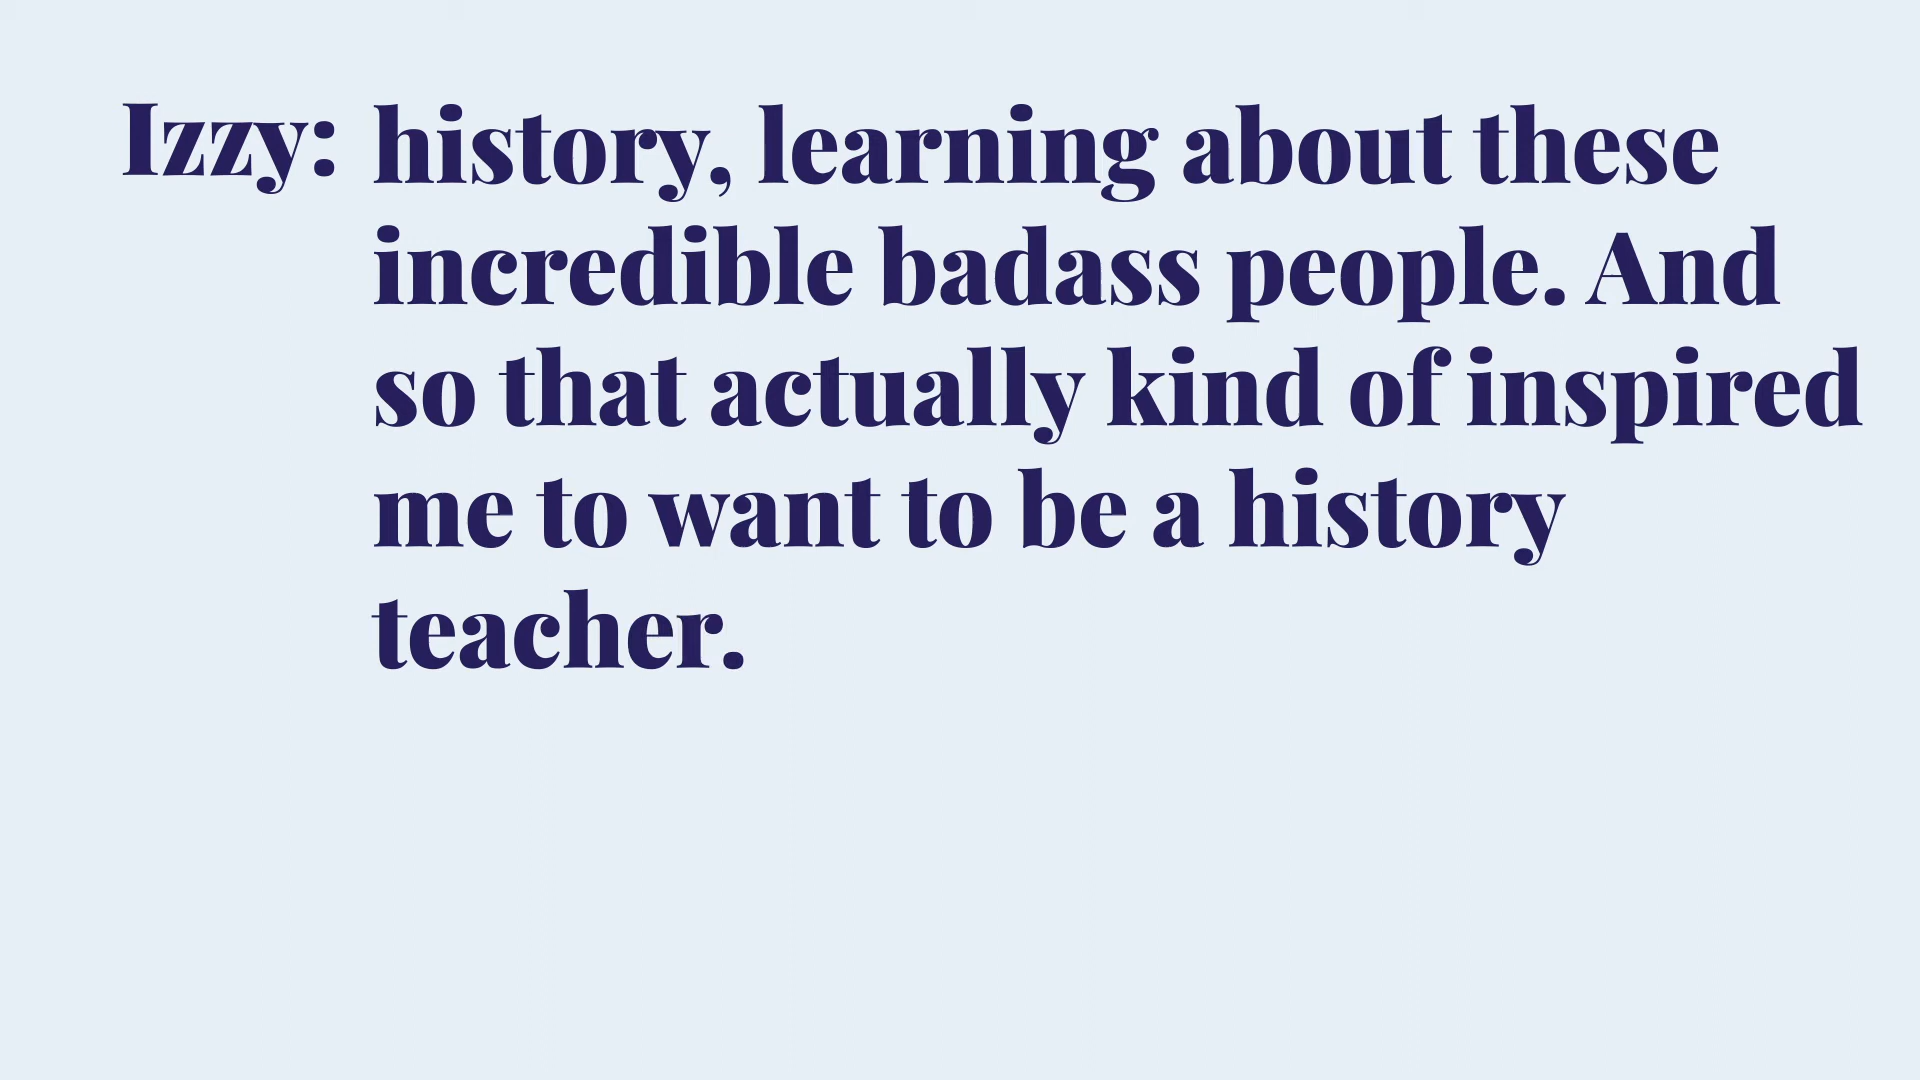 Izzy: history, learning about these
incredible badass people. And
so that actually kind of inspired
me to want to be a history
teacher.